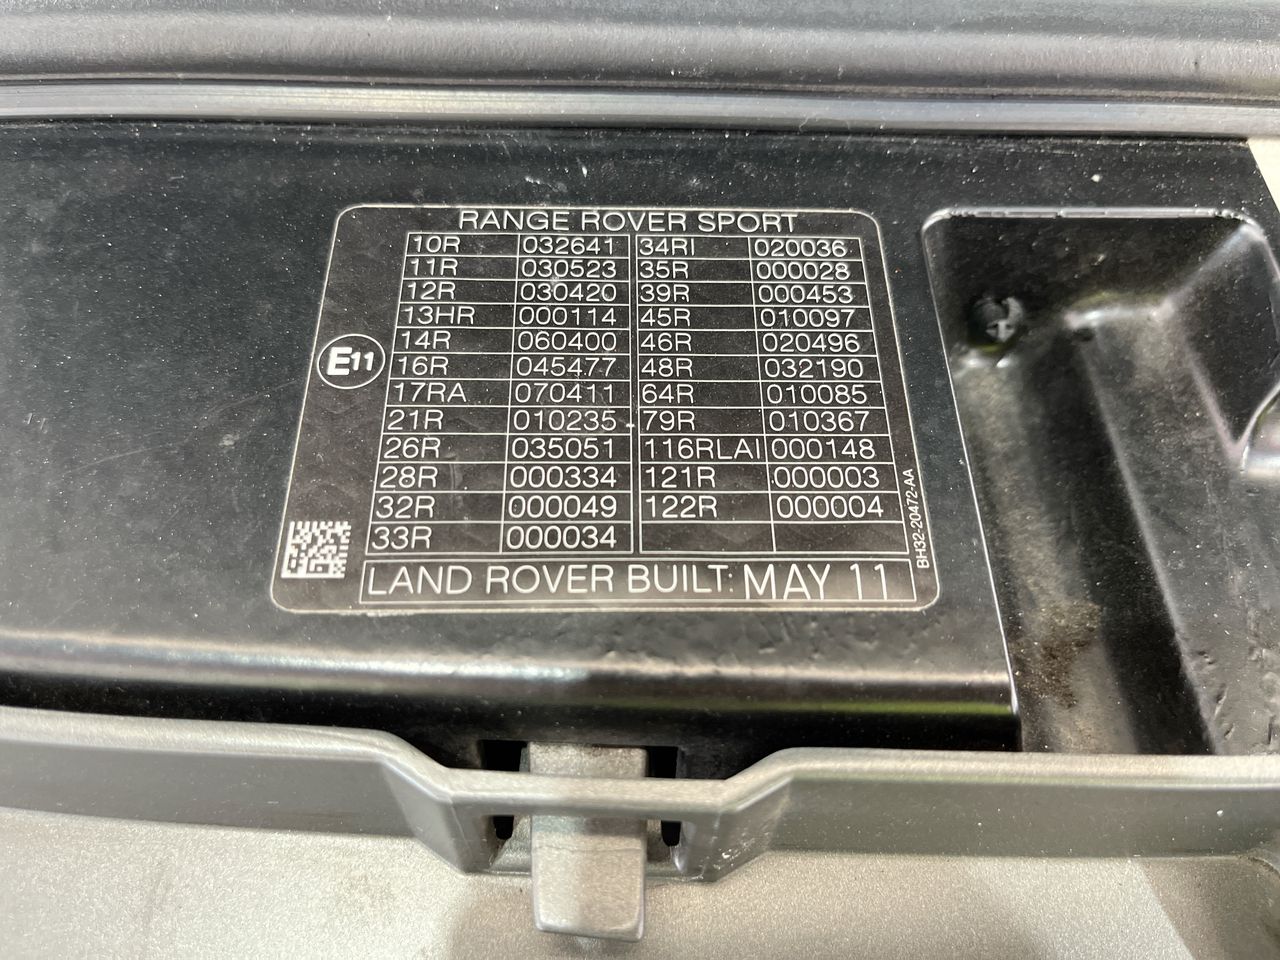 RANGE ROVER SPORT
10R 032641 34RI 020036
11R 030523 35R 000028
12R 030420 39R 000453
13HR 000114 45R 010097
14R 060400 46R 020496
E11
16R 045477 48R 032190
17RA 070411 64R 010085
21R 010235 79R 010367
26R 035051 116RLAI 000148
28R 000334 121R 000003
32R 000049 122R 000004
33R 000034
BH32-20472-AA
LAND ROVER BUILT: MAY 11